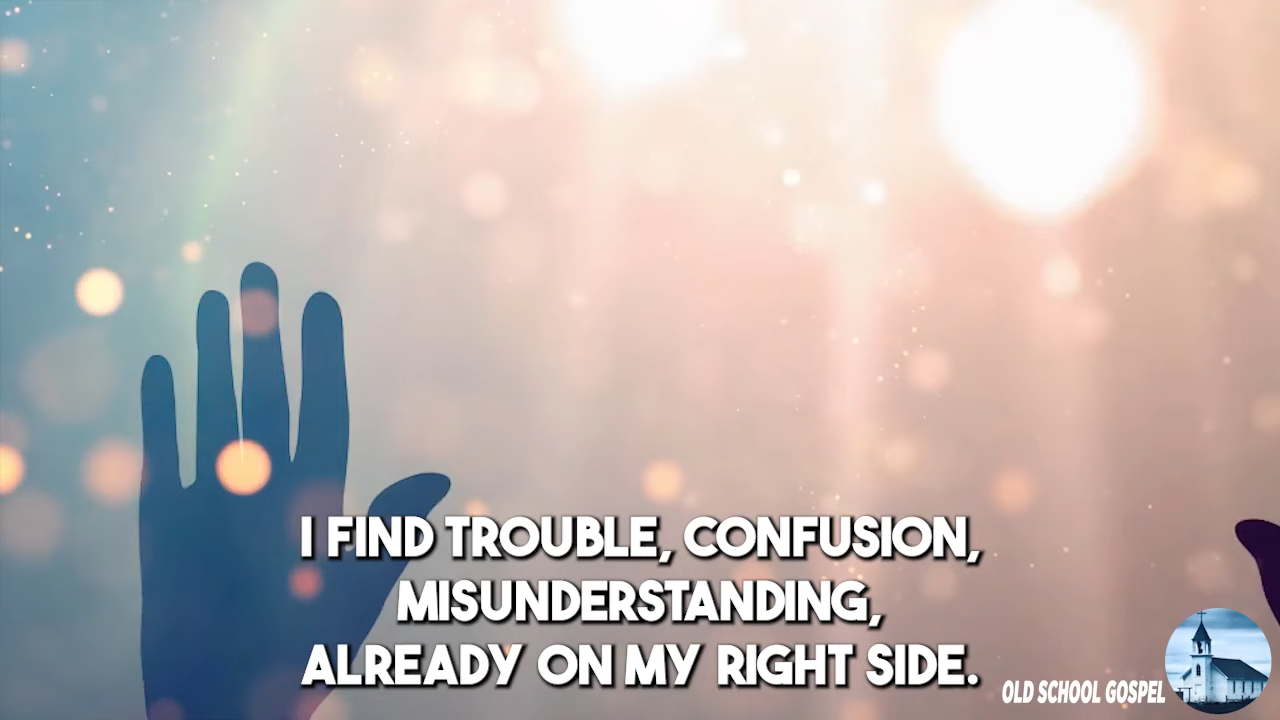 I FIND TROUBLE, CONFUSION,
MISUNDERSTANDING,
ALREADY ON MY RIGHT SIDE.
OLD SCHOOL GOSPEL